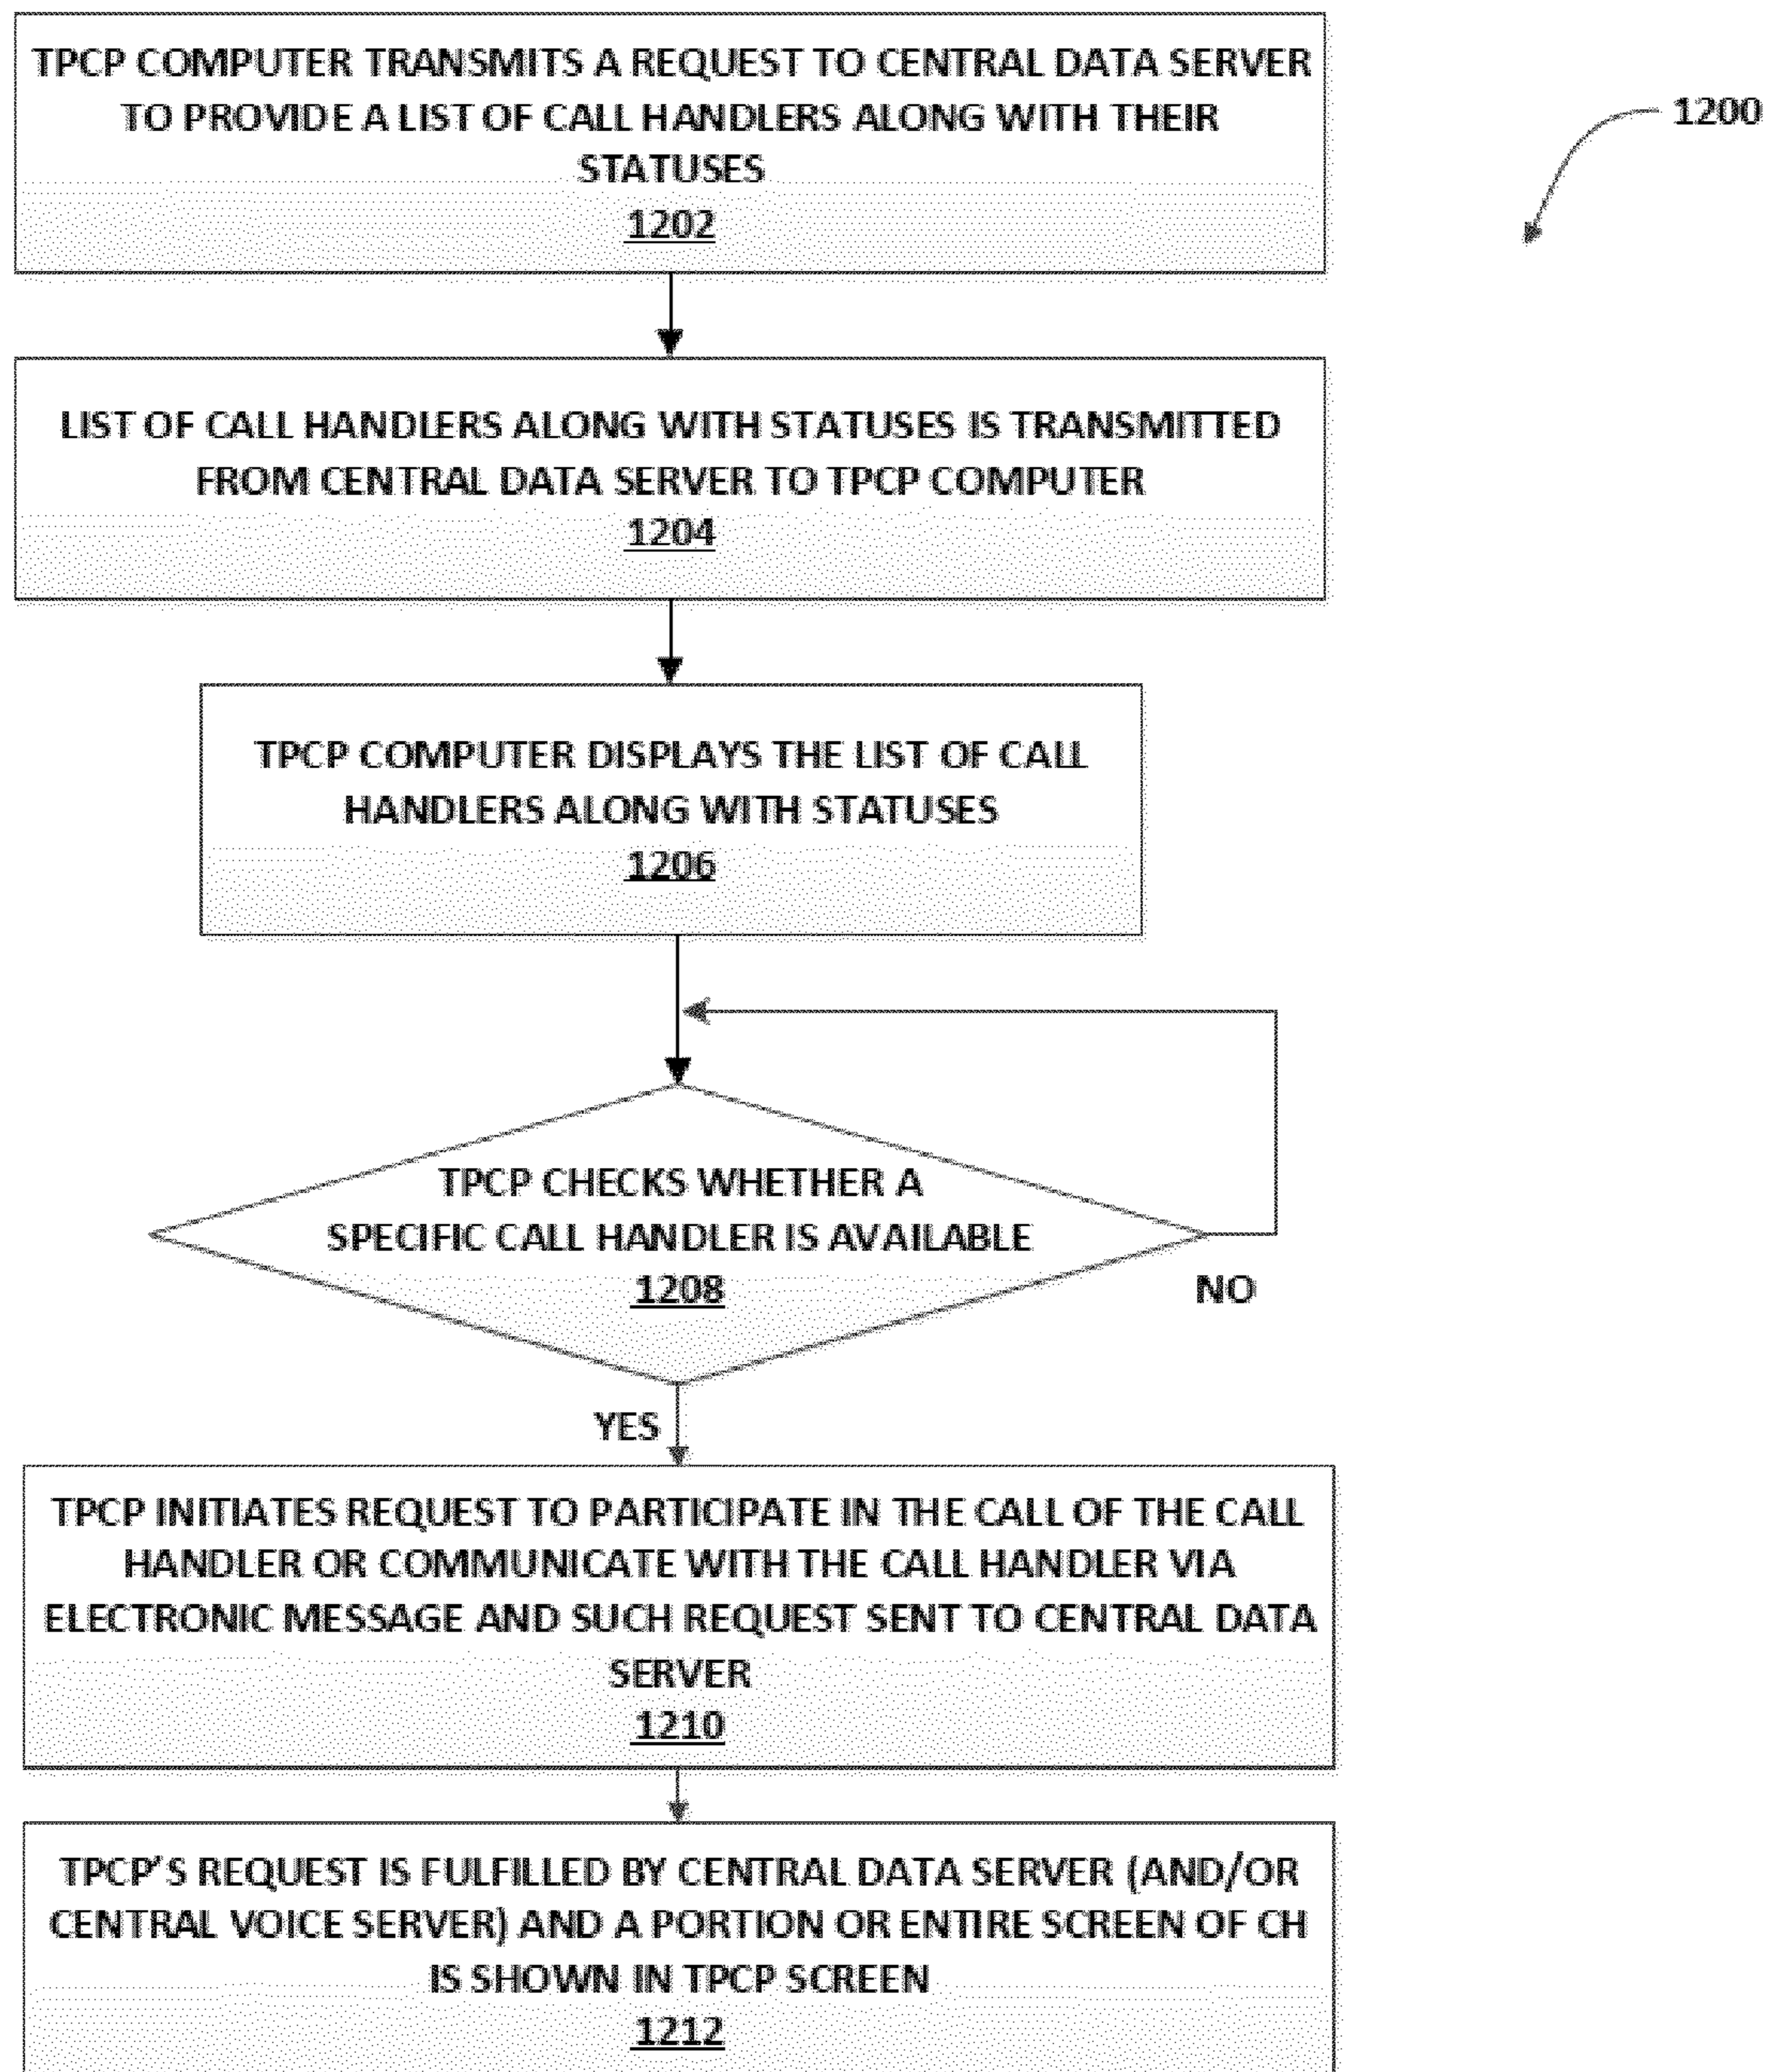 TPCP COMPUTER TRANSMITS A REQUEST TO CENTRAL DATA SERVER
TO PROVIDE A LIST OF CALL HANDLERS ALONG WITH THEIR
STATUSES
1202
1200
LIST OF CALL HANDLERS ALONG WITH STATUSES IS TRANSMITTED
FROM CENTRAL DATA SERVER TO TPCP COMPUTER
1204
TPCP COMPUTER DISPLAYS THE LIST OF CALL
HANDLERS ALONG WITH STATUSES
1206
TPCP CHECKS WHETHER A
SPECIFIC CALL HANDLER IS AVAILABLE
1208
NO
YES
TPCP INITIATES REQUEST TO PARTICIPATE IN THE CALL OF THE CALL
HANDLER OR COMMUNICATE WITH THE CALL HANDLER VIA
ELECTRONIC MESSAGE AND SUCH REQUEST SENT TO CENTRAL DATA
SERVER
1210
TPCP'S REQUEST IS FULFILLED BY CENTRAL DATA SERVER (AND/OR
CENTRAL VOICE SERVER) AND A PORTION OR ENTIRE SCREEN OF CH
IS SHOWN IN TPCP SCREEN
1212